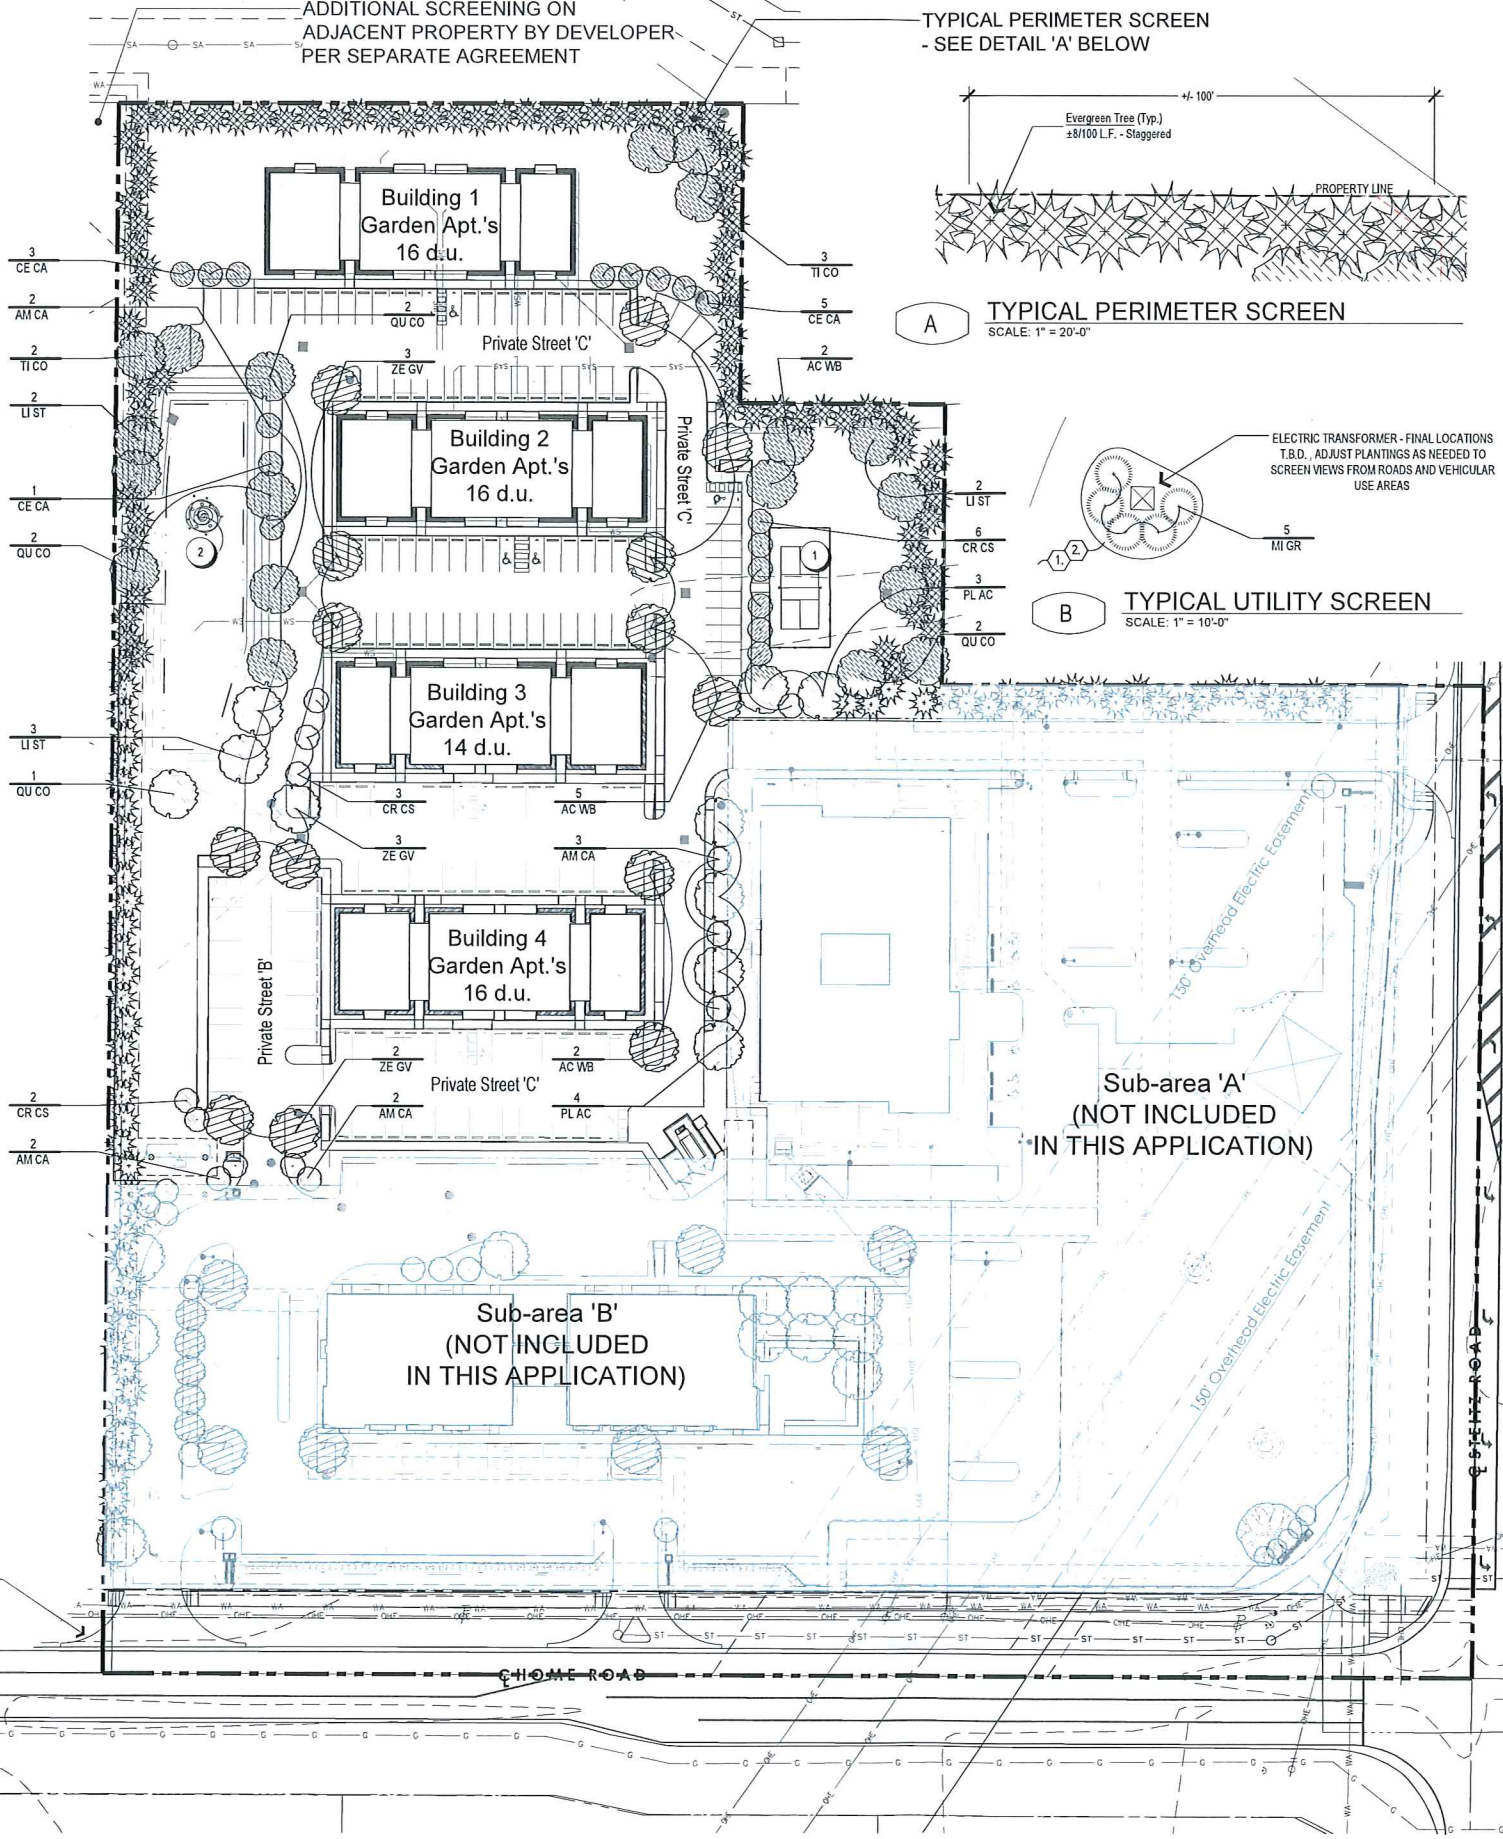 ADDITIONAL SCREENING ON
ADJACENT PROPERTY BY DEVELOPER
PER SEPARATE AGREEMENT
TYPICAL PERIMETER SCREEN
- SEE DETAIL 'A' BELOW
+/- 100'
Evergreen Tree (Typ.)
±8/100 L.F. - Staggered
PROPERTY LINE
A
TYPICAL PERIMETER SCREEN
SCALE: 1" = 20'-0"
ELECTRIC TRANSFORMER - FINAL LOCATIONS
T.B.D., ADJUST PLANTINGS AS NEEDED TO
SCREEN VIEWS FROM ROADS AND VEHICULAR
USE AREAS
5
MI GR
1.
2.
B
TYPICAL UTILITY SCREEN
SCALE: 1" = 10'-0"
Building 1
Garden Apt.'s
16 d.u.
3
CE CA
2
AM CA
2
TI CO
2
LI ST
1
CE CA
2
QU CO
3
LI ST
1
QU CO
2
CR CS
2
AM CA
3
TI CO
5
CE CA
2
AC WB
2
QU CO
3
ZE GV
Private Street 'C'
Private Street 'C'
Building 2
Garden Apt.'s
16 d.u.
2
1
2
LI ST
6
CR CS
3
PL AC
2
QU CO
Building 3
Garden Apt.'s
14 d.u.
3
CR CS
5
AC WB
3
ZE GV
3
AM CA
Building 4
Garden Apt.'s
16 d.u.
Private Street 'B'
2
ZE GV
2
AC WB
Private Street 'C'
2
AM CA
4
PL AC
150' Overhead Electric Easement
Sub-area 'A'
(NOT INCLUDED
IN THIS APPLICATION)
150' Overhead Electric Easement
Sub-area 'B'
(NOT INCLUDED
IN THIS APPLICATION)
STEITZ ROAD
HOME ROAD